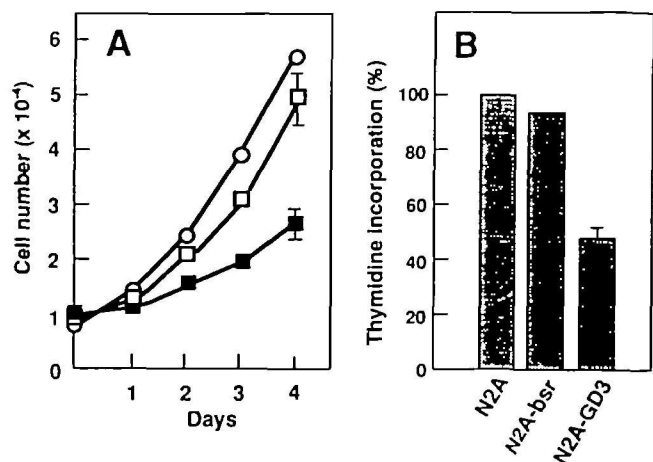 A
Cell number (x 10⁻⁴)
6
5
4
3
2
1
0
1 2 3 4
Days
B
Thymidine Incorporation (%)
100
80
60
40
20
0
N2A
N2A-bsr
N2A-GD3